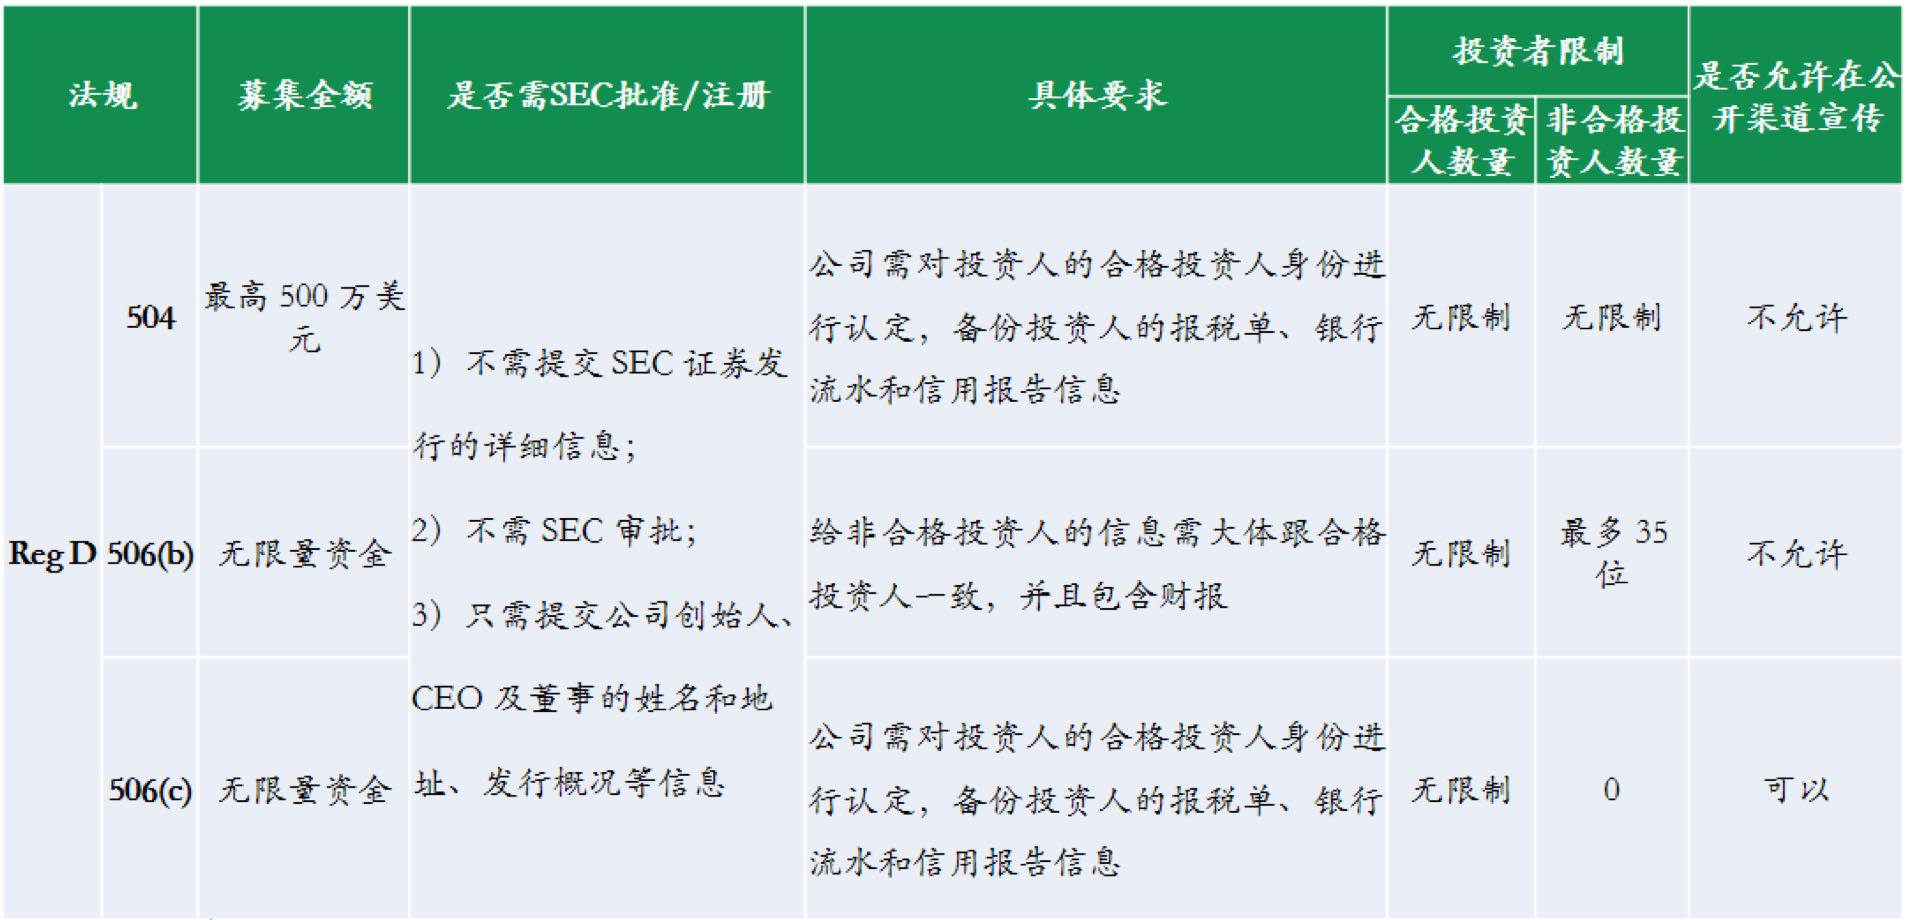 法规
募集金额
是否需SEC批准/注册
具体要求
投资者限制
合格投资
人数量
非合格投
资人数量
是否允许在公
开渠道宣传
Reg D
504
最高 500 万美
元
1）不需提交 SEC 证券发
行的详细信息；
2）不需 SEC 审批；
3）只需提交公司创始人、
CEO 及董事的姓名和地
址、发行概况等信息
公司需对投资人的合格投资人身份进
行认定，备份投资人的报税单、银行
流水和信用报告信息
无限制
无限制
不允许
506(b)
无限量资金
给非合格投资人的信息需大体跟合格
投资人一致，并且包含财报
无限制
最多 35
位
不允许
506(c)
无限量资金
公司需对投资人的合格投资人身份进
行认定，备份投资人的报税单、银行
流水和信用报告信息
无限制
0
可以